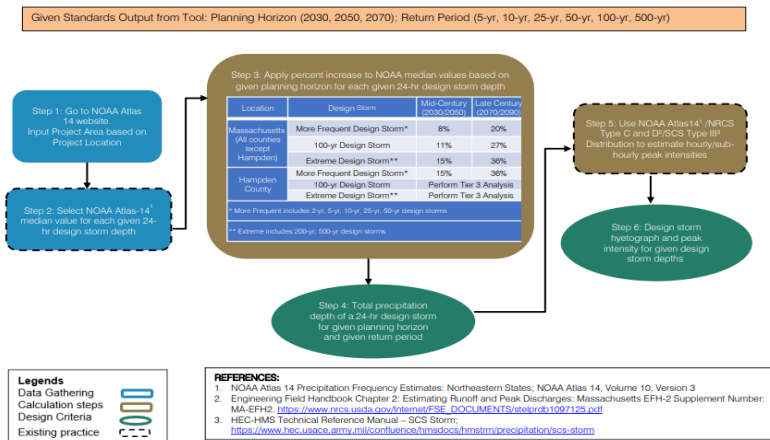 Given Standards Output from Tool: Planning Horizon (2030, 2050, 2070); Return Period (5-yr, 10-yr, 25-yr, 50-yr, 100-yr, 500-yr)
Step 1: Go to NOAA Atlas
14 website.
Input Project Area based on
Project Location
Step 2: Select NOAA Atlas-14¹
median value for each given 24-
hr design storm depth
Step 3: Apply percent increase to NOAA median values based on
given planning horizon for each given 24-hr design storm depth
Location Design Storm Mid-Century (2030/2050) Late Century (2070/2090)
Massachusetts (All counties except Hampden) More Frequent Design Storm* 8% 20%
100-yr Design Storm 11% 27%
Extreme Design Storm** 15% 36%
Hampden County More Frequent Design Storm* 15% 36%
100-yr Design Storm Perform Tier 3 Analysis
Extreme Design Storm** Perform Tier 3 Analysis
* More Frequent includes 2-yr, 5-yr, 10-yr, 25-yr, 50-yr design storms
** Extreme includes 200-yr, 500-yr design storms
Step 4: Total precipitation
depth of a 24-hr design storm
for given planning horizon
and given return period
Step 5: Use NOAA Atlas14¹ /NRCS
Type C and D²/SCS Type III³
Distribution to estimate hourly/sub-
hourly peak intensities
Step 6: Design storm
hyetograph and peak
intensity for given design
storm depths
Legends
Data Gathering
Calculation steps
Design Criteria
Existing practice
REFERENCES:
1. NOAA Atlas 14 Precipitation Frequency Estimates: Northeastern States; NOAA Atlas 14, Volume 10, Version 3
2. Engineering Field Handbook Chapter 2: Estimating Runoff and Peak Discharges: Massachusetts EFH-2 Supplement Number:
MA-EFH2. https://www.nrcs.usda.gov/Internet/FSE_DOCUMENTS/stelprdb1097125.pdf
3. HEC-HMS Technical Reference Manual – SCS Storm;
https://www.hec.usace.army.mil/confluence/hmsdocs/hmstrm/precipitation/scs-storm